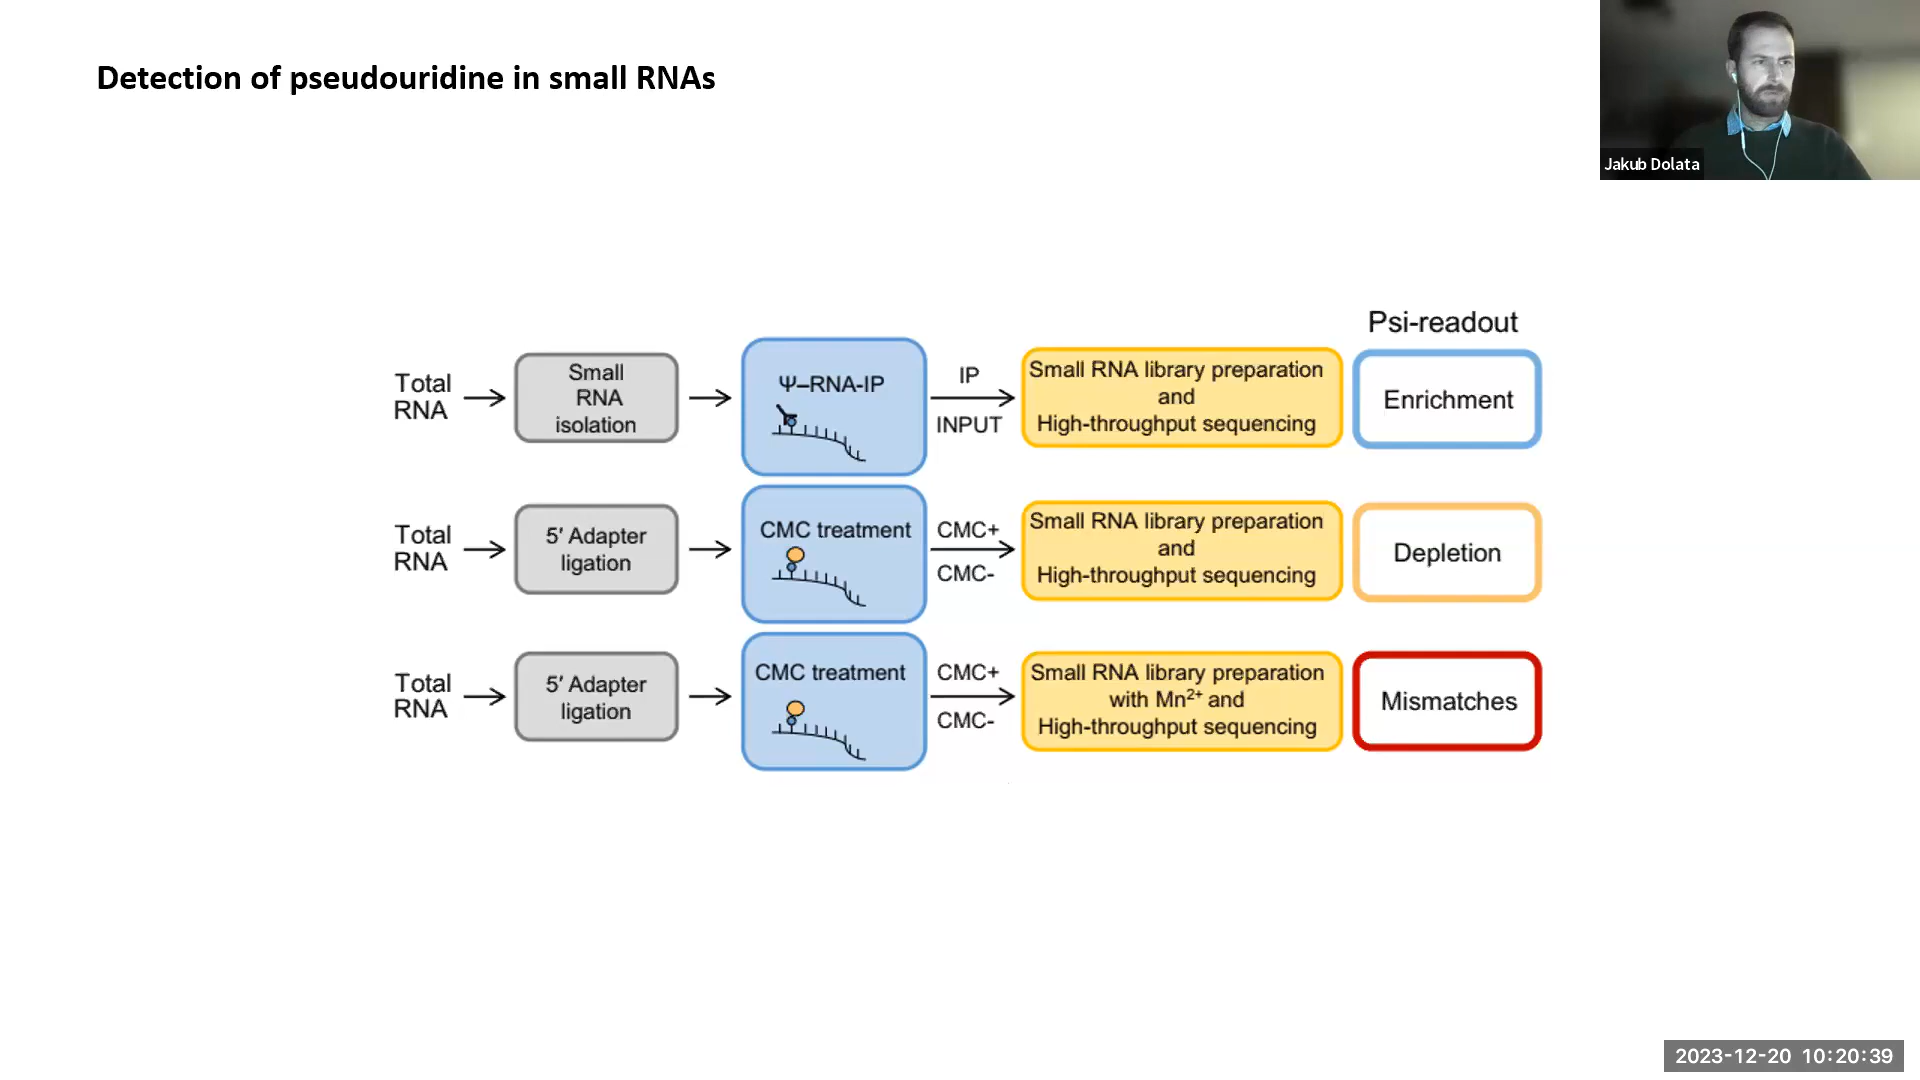 Detection of pseudouridine in small RNAs
Jakub Dolata
Psi-readout
Total
RNA
Small
RNA
isolation
Ψ–RNA-IP
IP
INPUT
Small RNA library preparation
and
High-throughput sequencing
Enrichment
Total
RNA
5′ Adapter
ligation
CMC treatment
CMC+
CMC-
Small RNA library preparation
and
High-throughput sequencing
Depletion
Total
RNA
5′ Adapter
ligation
CMC treatment
CMC+
CMC-
Small RNA library preparation
with Mn²⁺ and
High-throughput sequencing
Mismatches
2023-12-20 10:20:39